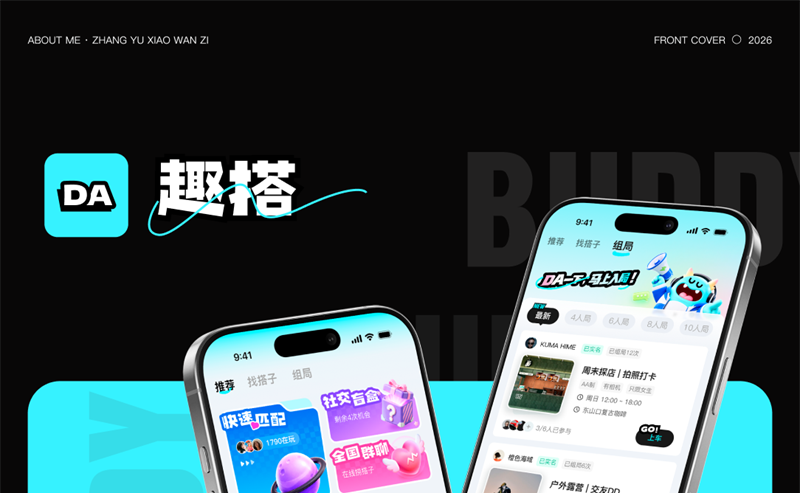 ABOUT ME · ZHANG YU XIAO WAN ZI
FRONT COVER 2026
DA 趣搭
BUDDY
9:41
推荐 找搭子 组局
DA一下,马上入局!
最新 4人局 6人局 8人局 10人局
KUMA HIME 已实名 已组局12次
周末探店 | 拍照打卡
AA制 有相机 只限女生
周日 12:00 ~ 18:00
东山口复古咖啡
3/6人已参与
GO!
上车
橙色海域 已实名 已组局6次
户外露营 | 交友DD
9:41
推荐 找搭子 组局
快速匹配
1790在玩
社交盲盒
剩余4次机会
全国群聊
在线候搭子